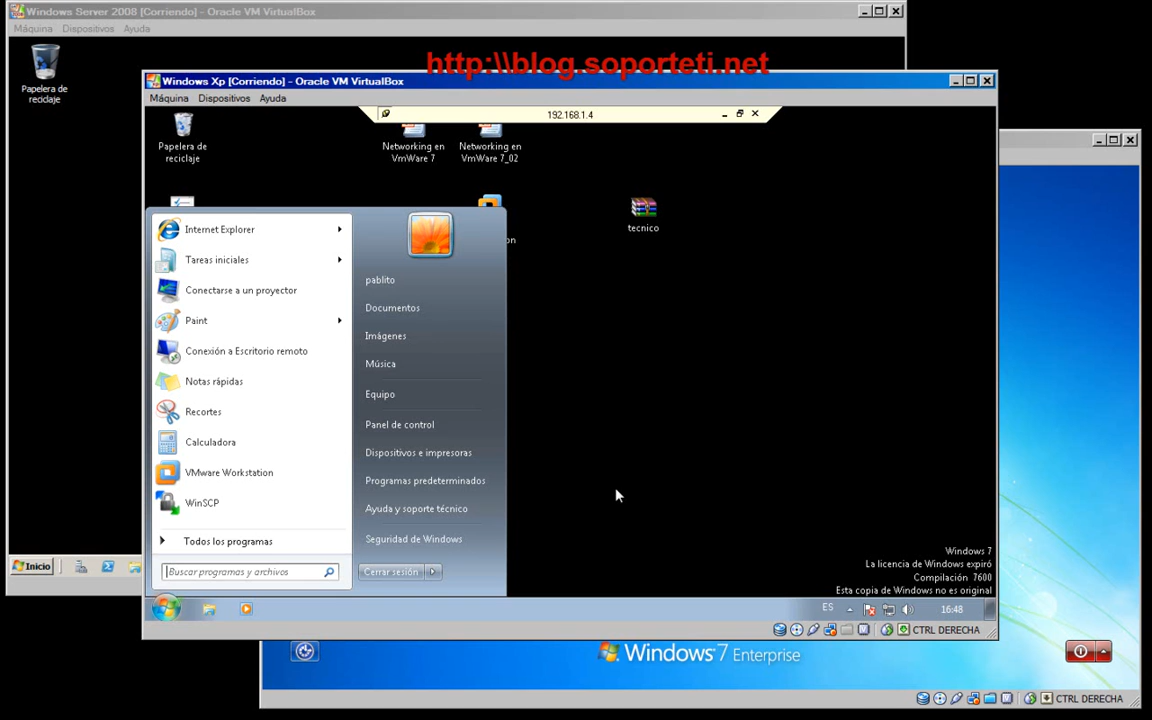 Windows Server 2008 [Corriendo] - Oracle VM VirtualBox
Máquina Dispositivos Ayuda
http:\\blog.soporteti.net
Papelera de
reciclaje
Windows Xp [Corriendo] - Oracle VM VirtualBox
Máquina Dispositivos Ayuda
192.168.1.4
Papelera de
reciclaje
Networking en
VmWare 7
Networking en
VmWare 7_02
tecnico
on
Internet Explorer
Tareas iniciales
Conectarse a un proyector
Paint
Conexión a Escritorio remoto
Notas rápidas
Recortes
Calculadora
VMware Workstation
WinSCP
Todos los programas
Buscar programas y archivos
pablito
Documentos
Imágenes
Música
Equipo
Panel de control
Dispositivos e impresoras
Programas predeterminados
Ayuda y soporte técnico
Seguridad de Windows
Cerrar sesión
Windows 7
La licencia de Windows expiró
Compilación 7600
Esta copia de Windows no es original
ES
16:48
CTRL DERECHA
Inicio
Windows 7 Enterprise
CTRL DERECHA